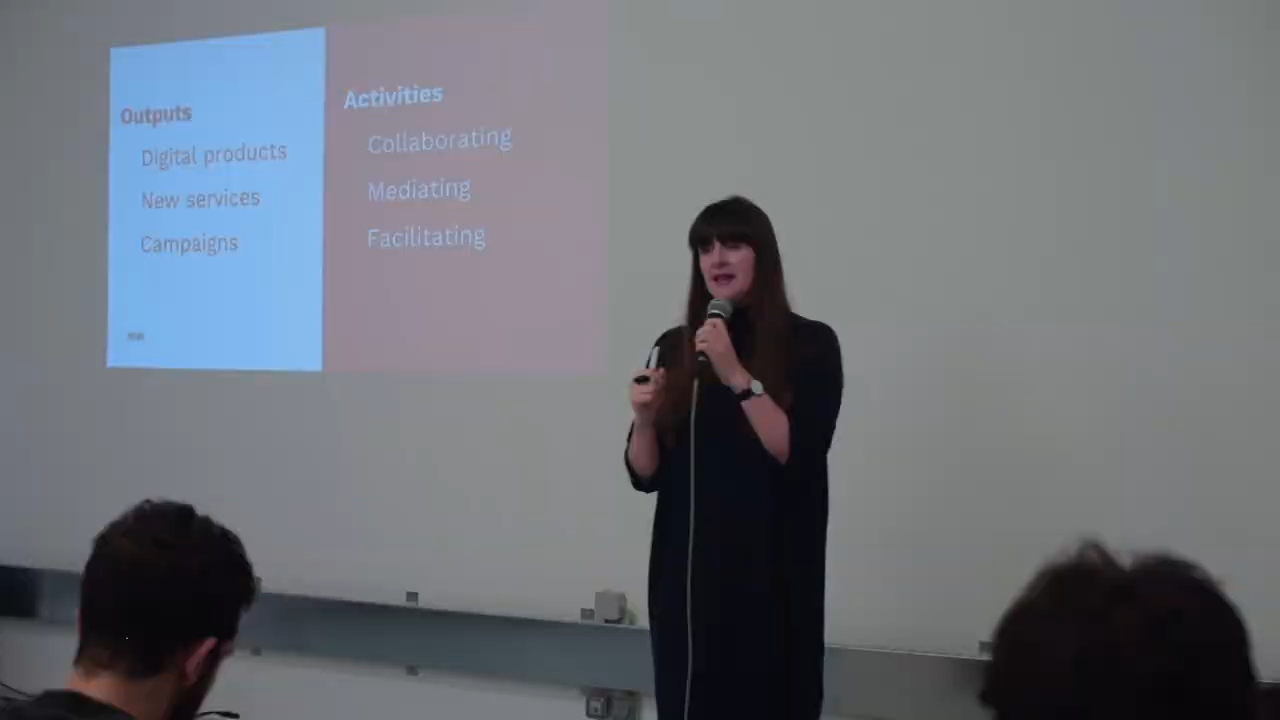 Outputs
Digital products
New services
Campaigns
Activities
Collaborating
Mediating
Facilitating